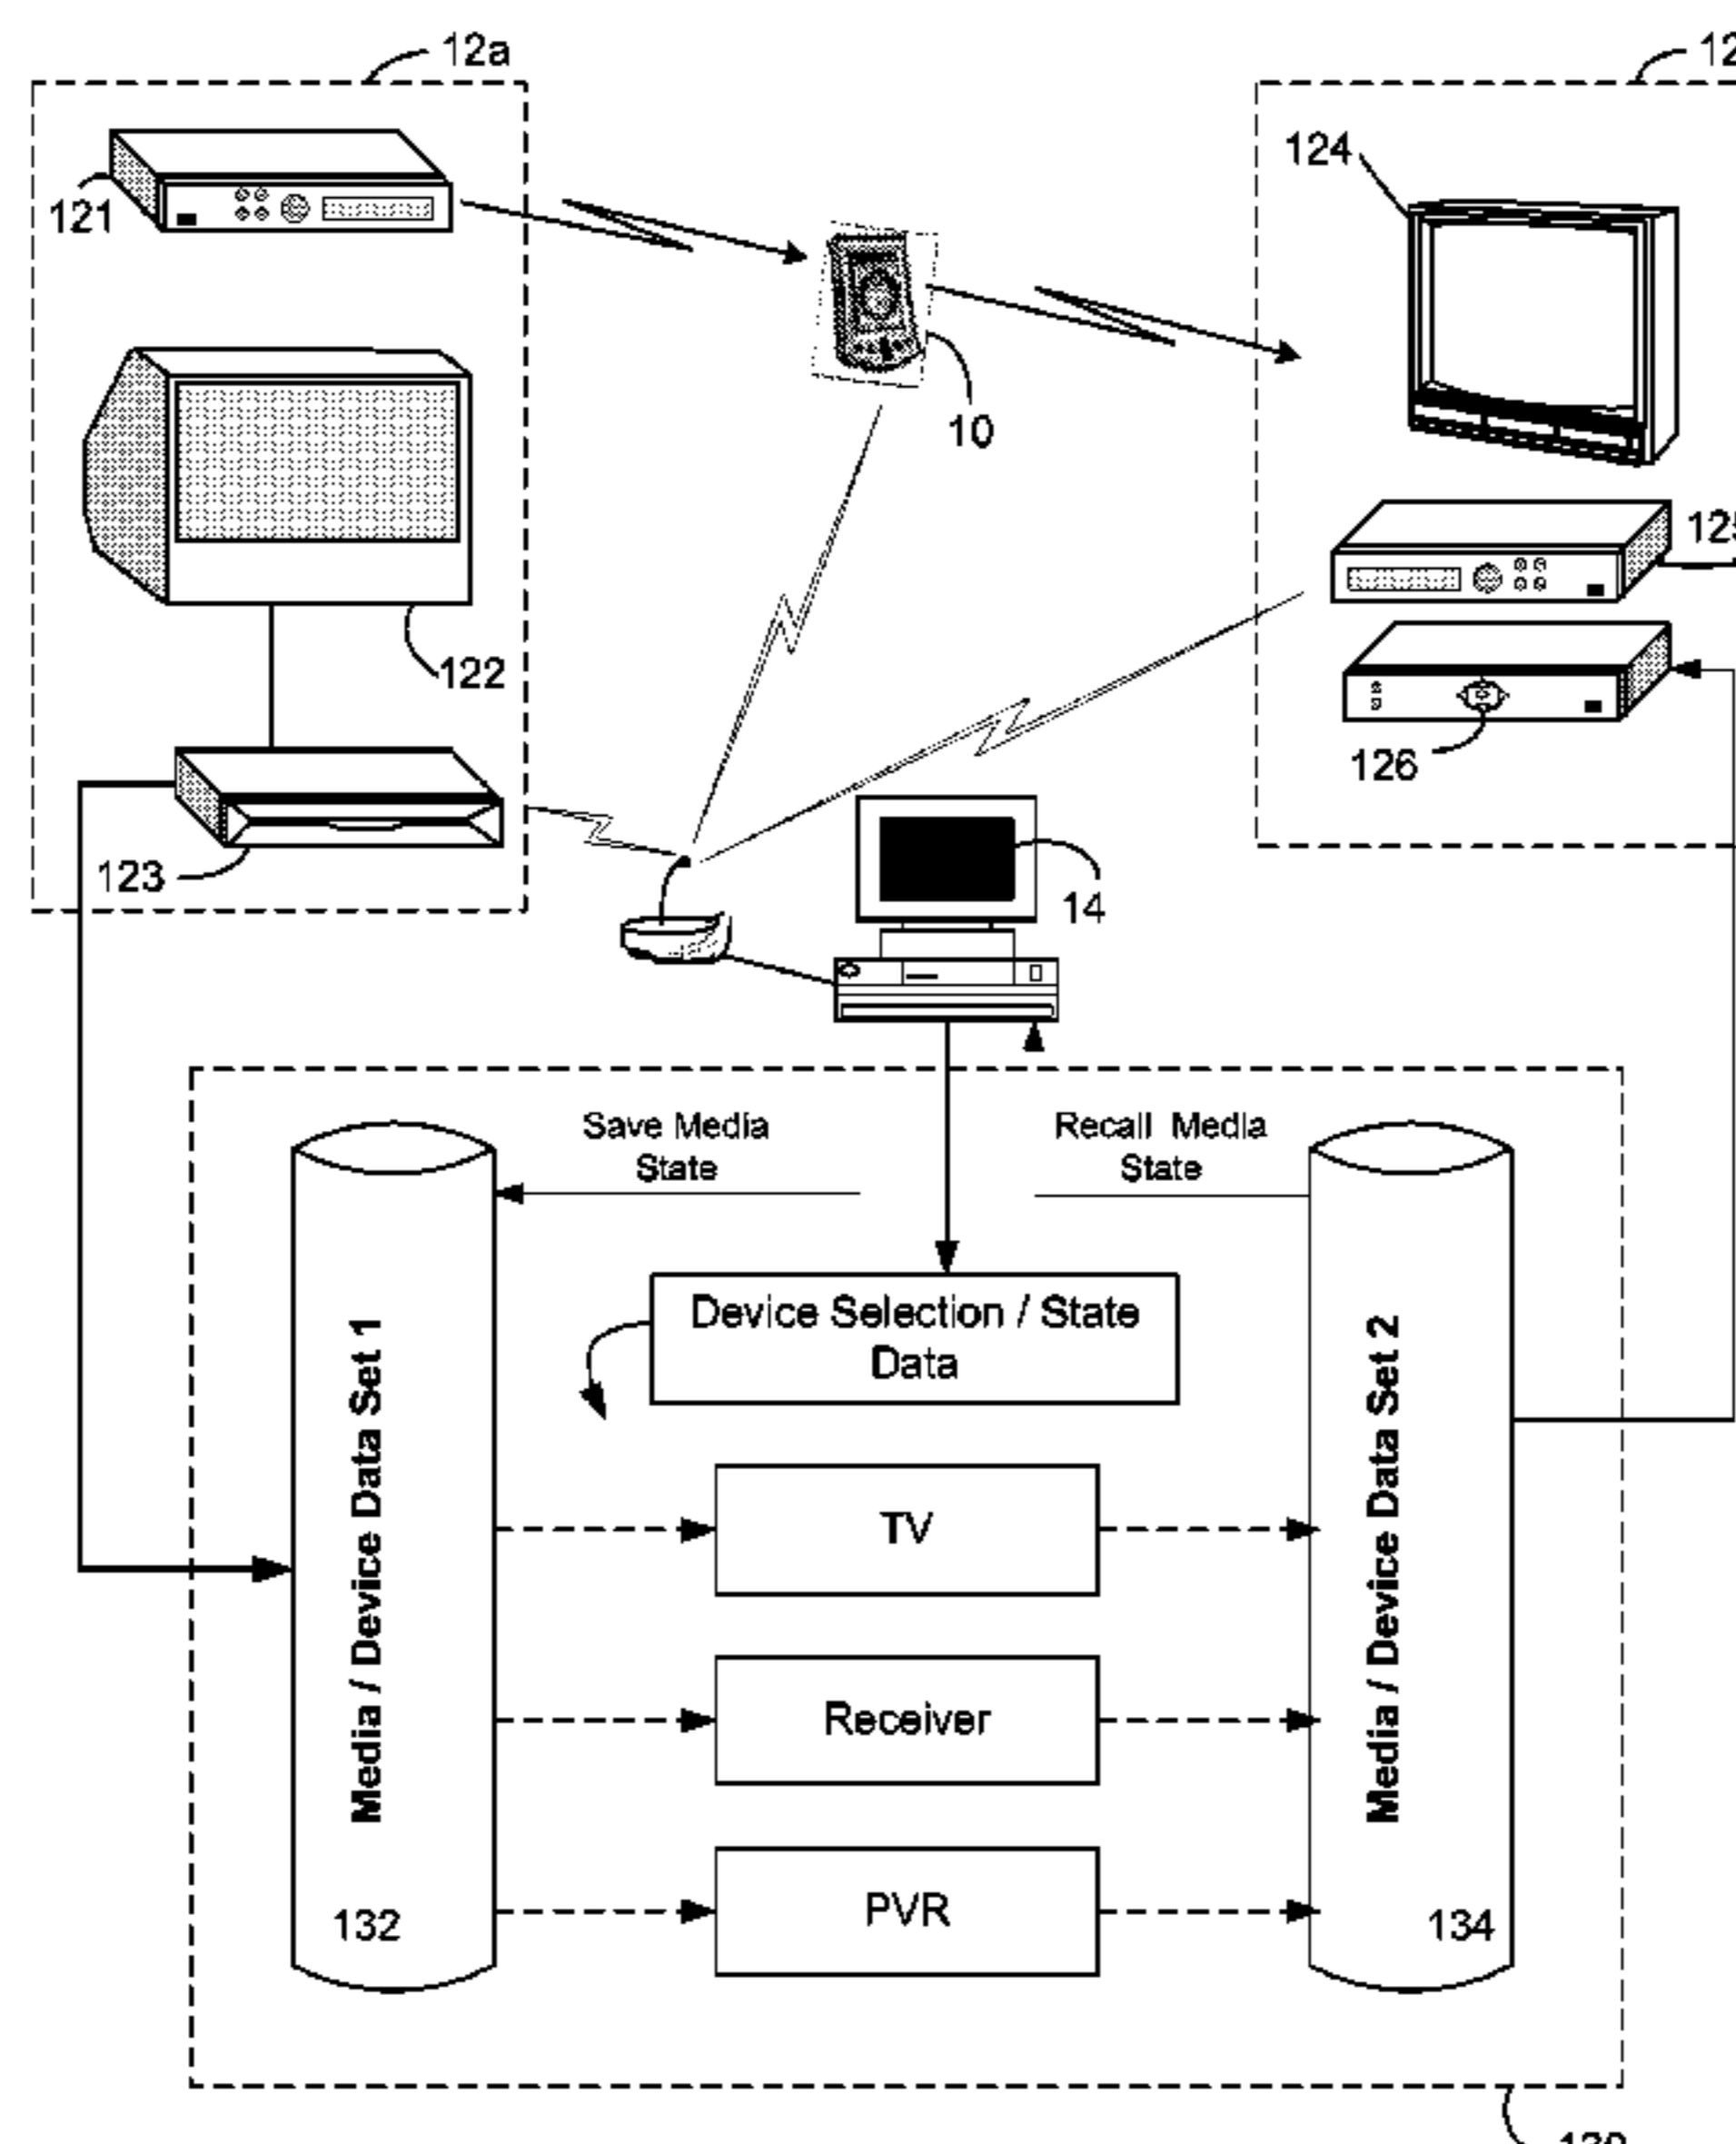 12a
12
121
124
10
125
122
126
123
14
Save Media
State
Recall Media
State
Device Selection / State
Data
Media / Device Data Set 1
Media / Device Data Set 2
TV
Receiver
PVR
132
134